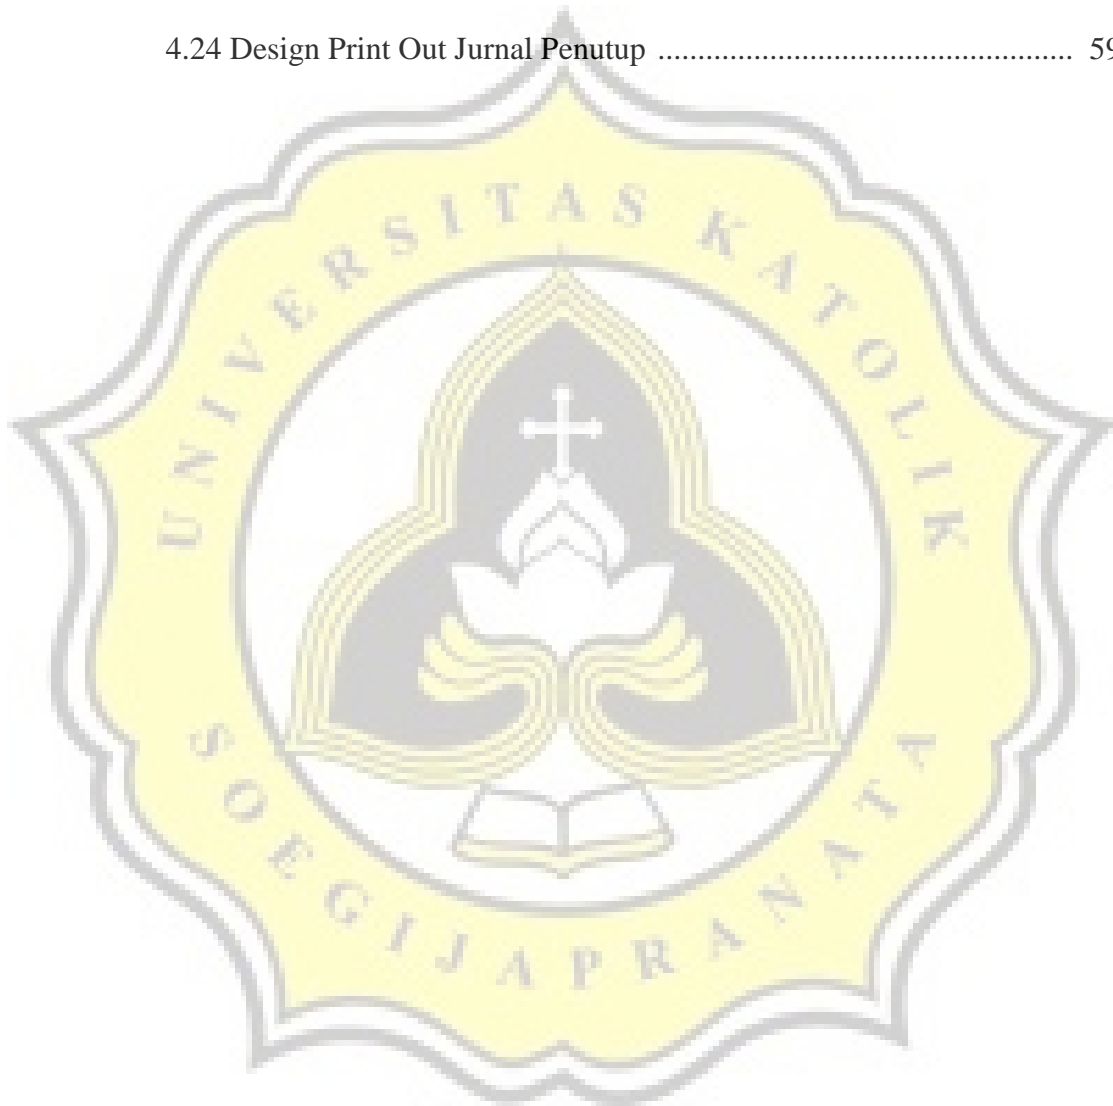 4.24 Design Print Out Jurnal Penutup .................................................... 59
UNIVERSITAS KATOLIK
SOEGIJAPRANATA